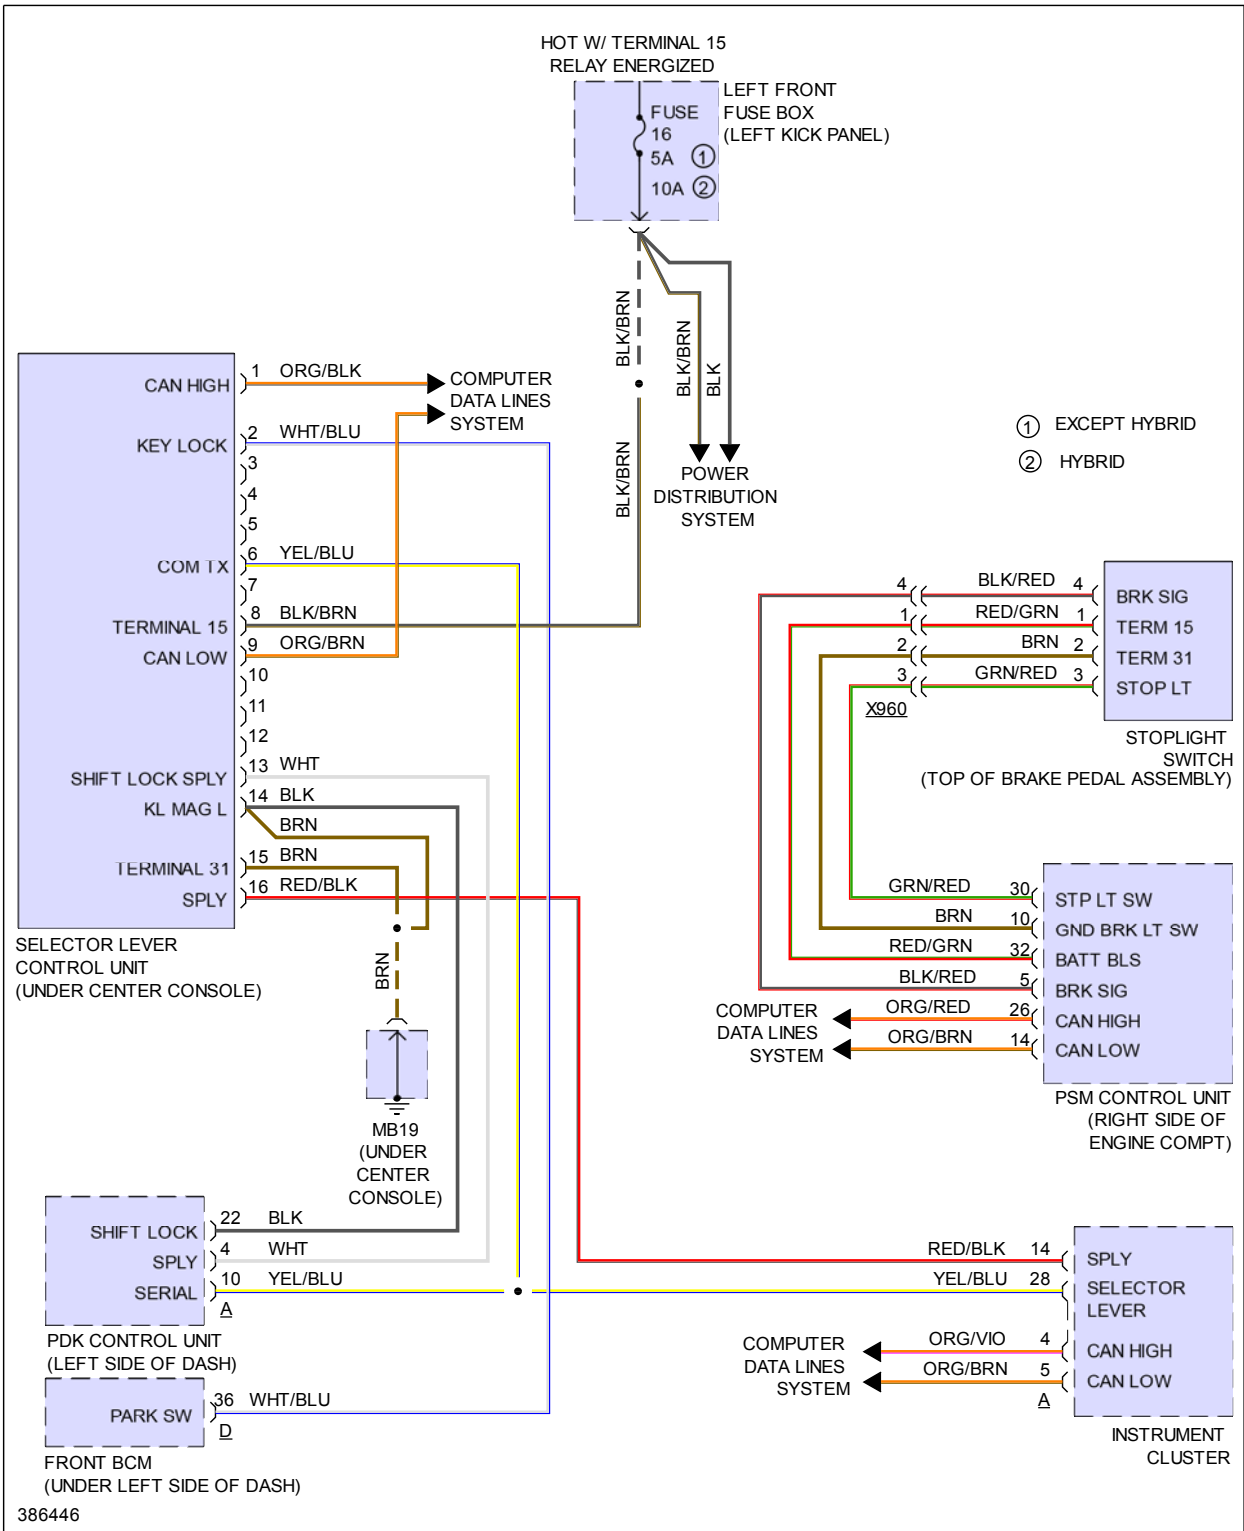 HOT W/ TERMINAL 15
RELAY ENERGIZED
LEFT FRONT
FUSE BOX
(LEFT KICK PANEL)
FUSE
16
5A 1
10A 2
BLK/BRN
BLK/BRN
BLK
BLK/BRN
POWER
DISTRIBUTION
SYSTEM
1 EXCEPT HYBRID
2 HYBRID
CAN HIGH 1 ORG/BLK
COMPUTER
DATA LINES
SYSTEM
KEY LOCK 2 WHT/BLU
3
4
5
COM TX 6 YEL/BLU
7
TERMINAL 15 8 BLK/BRN
CAN LOW 9 ORG/BRN
10
11
12
SHIFT LOCK SPLY 13 WHT
KL MAG L 14 BLK
BRN
TERMINAL 31 15 BRN
SPLY 16 RED/BLK
SELECTOR LEVER
CONTROL UNIT
(UNDER CENTER CONSOLE)
BRN
MB19
(UNDER
CENTER
CONSOLE)
4 BLK/RED 4 BRK SIG
1 RED/GRN 1 TERM 15
2 BRN 2 TERM 31
3 GRN/RED 3 STOP LT
X960
STOPLIGHT
SWITCH
(TOP OF BRAKE PEDAL ASSEMBLY)
GRN/RED 30 STP LT SW
BRN 10 GND BRK LT SW
RED/GRN 32 BATT BLS
BLK/RED 5 BRK SIG
ORG/RED 26 CAN HIGH
ORG/BRN 14 CAN LOW
COMPUTER
DATA LINES
SYSTEM
PSM CONTROL UNIT
(RIGHT SIDE OF
ENGINE COMPT)
SHIFT LOCK 22 BLK
SPLY 4 WHT
SERIAL 10 YEL/BLU
A
PDK CONTROL UNIT
(LEFT SIDE OF DASH)
PARK SW 36 WHT/BLU
D
FRONT BCM
(UNDER LEFT SIDE OF DASH)
RED/BLK 14 SPLY
YEL/BLU 28 SELECTOR
LEVER
ORG/VIO 4 CAN HIGH
ORG/BRN 5 CAN LOW
A
COMPUTER
DATA LINES
SYSTEM
INSTRUMENT
CLUSTER
386446